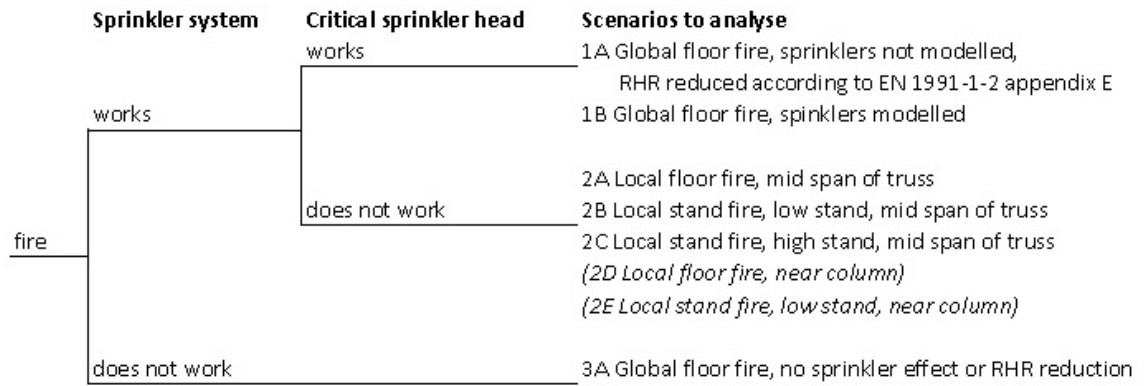 Sprinkler system Critical sprinkler head Scenarios to analyse
works 1A Global floor fire, sprinklers not modelled,
RHR reduced according to EN 1991-1-2 appendix E
works 1B Global floor fire, spinklers modelled
2A Local floor fire, mid span of truss
does not work 2B Local stand fire, low stand, mid span of truss
fire 2C Local stand fire, high stand, mid span of truss
(2D Local floor fire, near column)
(2E Local stand fire, low stand, near column)
does not work 3A Global floor fire, no sprinkler effect or RHR reduction